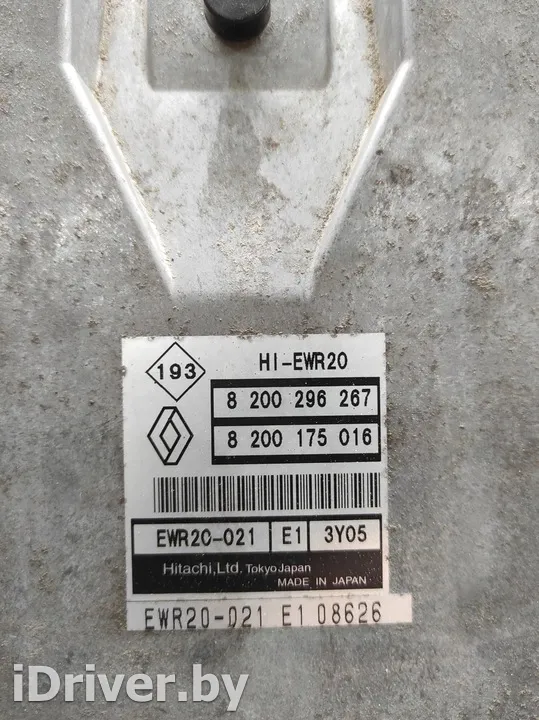 193
HI-EWR20
8 200 296 267
8 200 175 016
EWR20-021 E1 3Y05
Hitachi,Ltd. Tokyo Japan
MADE IN JAPAN
EWR20-021 E1 08626
iDriver.by